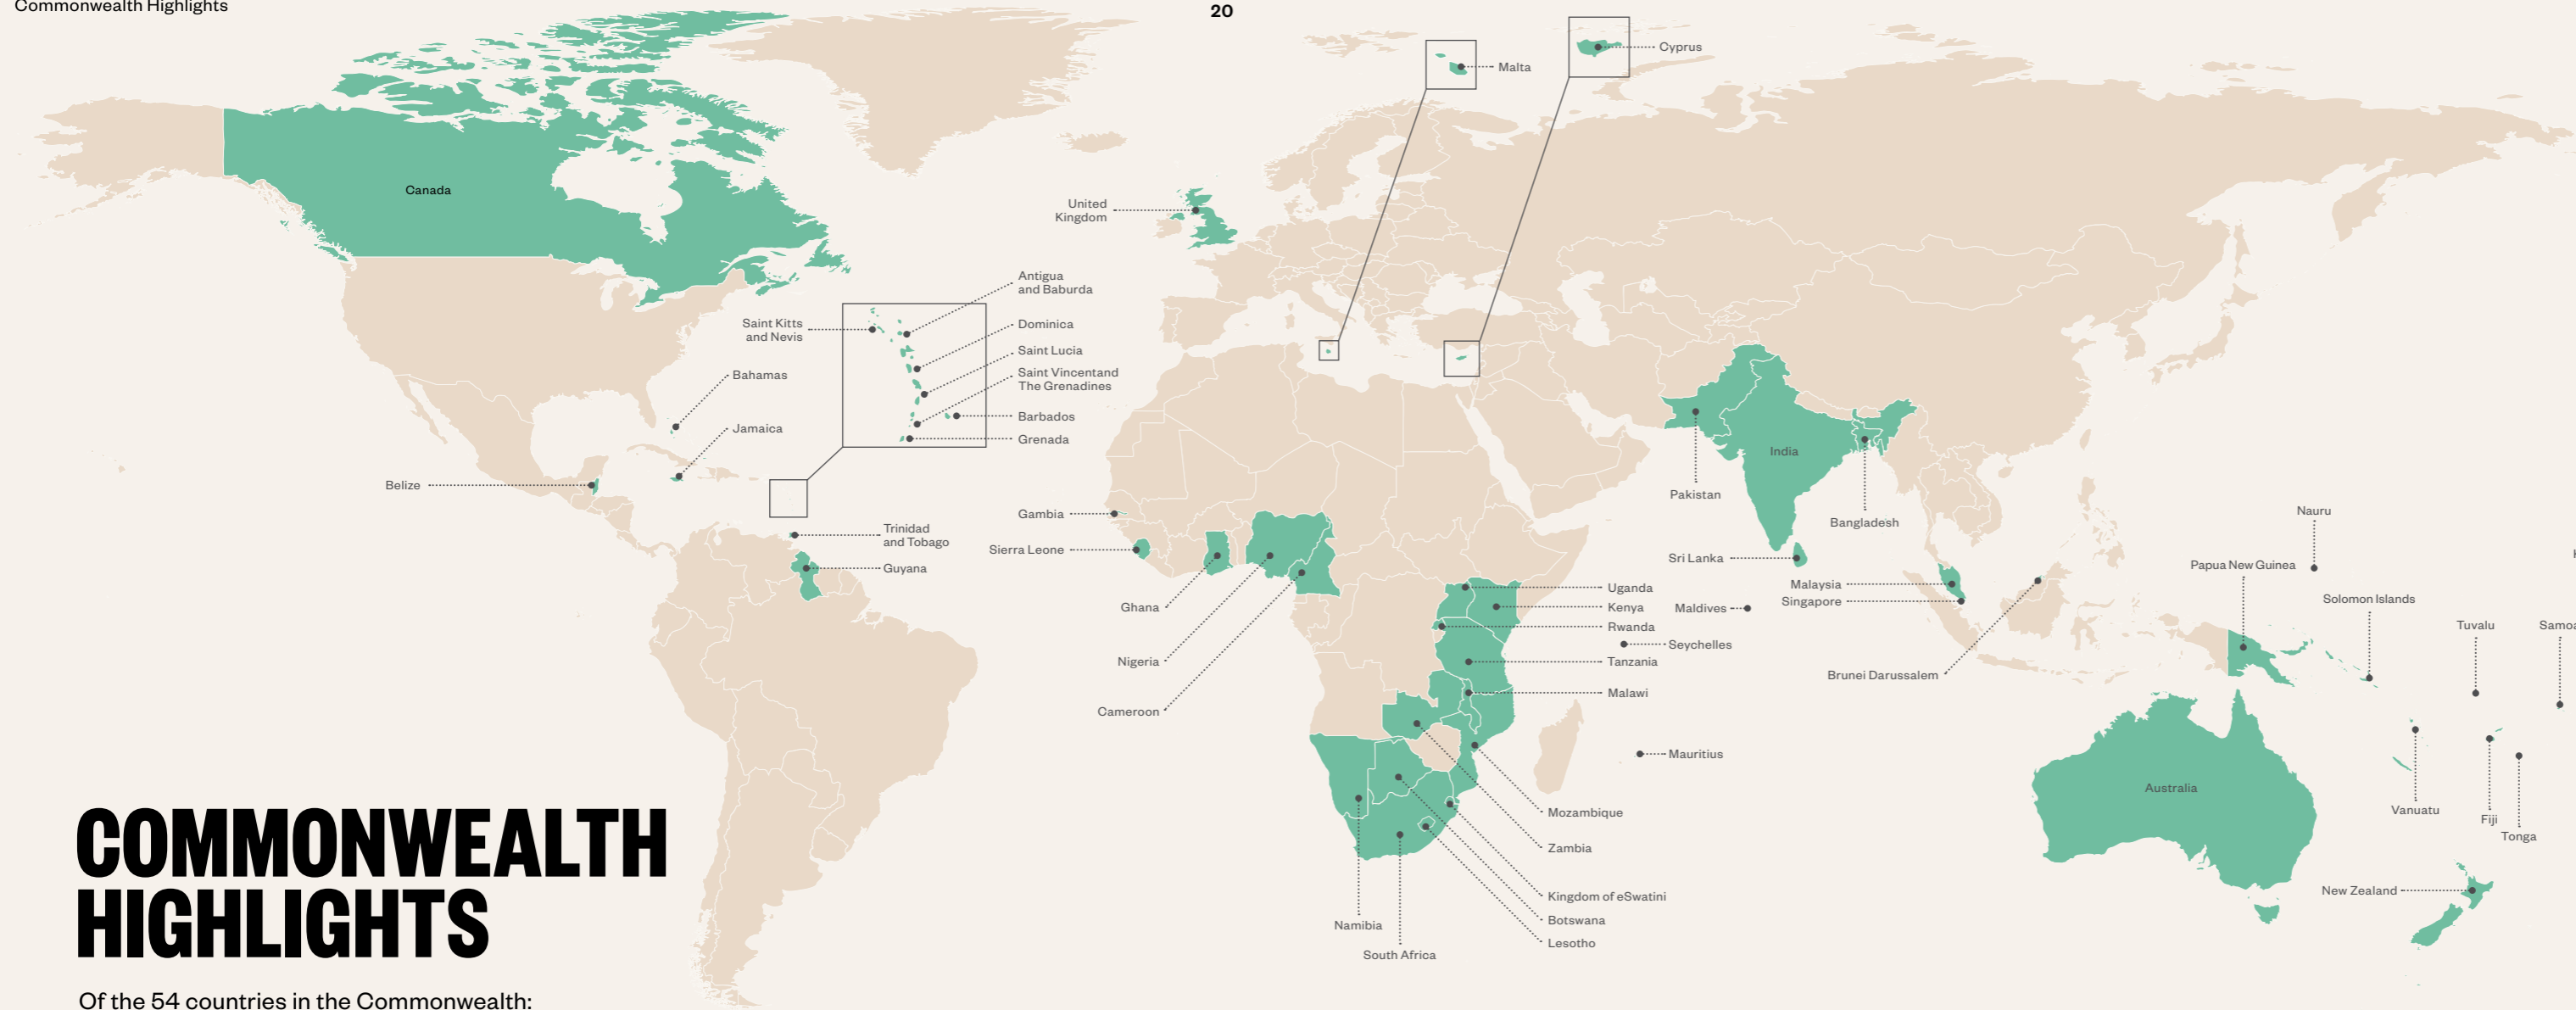 Commonwealth Highlights
20
Cyprus
Malta
Canada
United
Kingdom
Antigua
and Baburda
Saint Kitts
and Nevis
Dominica
Saint Lucia
Saint Vincentand
The Grenadines
Bahamas
Barbados
Jamaica
Grenada
Belize
Trinidad
and Tobago
Guyana
Gambia
Sierra Leone
Ghana
Nigeria
Cameroon
Uganda
Kenya
Rwanda
Tanzania
Malawi
Seychelles
Maldives
Mauritius
Mozambique
Zambia
Kingdom of eSwatini
Botswana
Lesotho
Namibia
South Africa
Pakistan
India
Bangladesh
Sri Lanka
Malaysia
Singapore
Brunei Darussalem
Nauru
Papua New Guinea
Solomon Islands
Tuvalu
Samoa
Australia
Vanuatu
Fiji
Tonga
New Zealand
COMMONWEALTH
HIGHLIGHTS
Of the 54 countries in the Commonwealth: